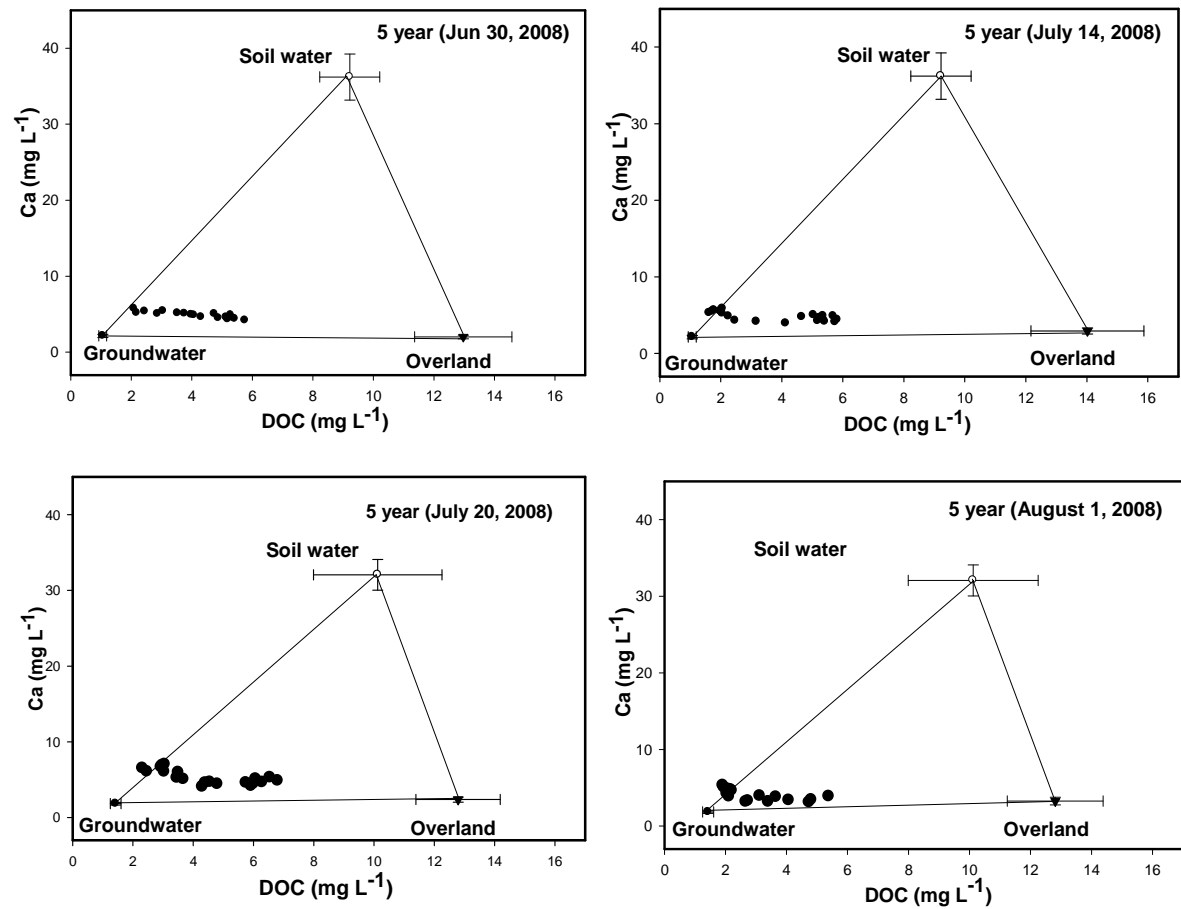 5 year (Jun 30, 2008)
Soil water
Ca (mg L-1)
40
30
20
10
0
Groundwater
Overland
0 2 4 6 8 10 12 14 16
DOC (mg L-1)
5 year (July 14, 2008)
Soil water
Ca (mg L-1)
40
30
20
10
0
Groundwater
Overland
0 2 4 6 8 10 12 14 16
DOC (mg L-1)
5 year (July 20, 2008)
Soil water
Ca (mg L-1)
40
30
20
10
0
Groundwater
Overland
0 2 4 6 8 10 12 14 16
DOC (mg L-1)
5 year (August 1, 2008)
Soil water
Ca (mg L-1)
40
30
20
10
0
Groundwater
Overland
0 2 4 6 8 10 12 14 16
DOC (mg L-1)